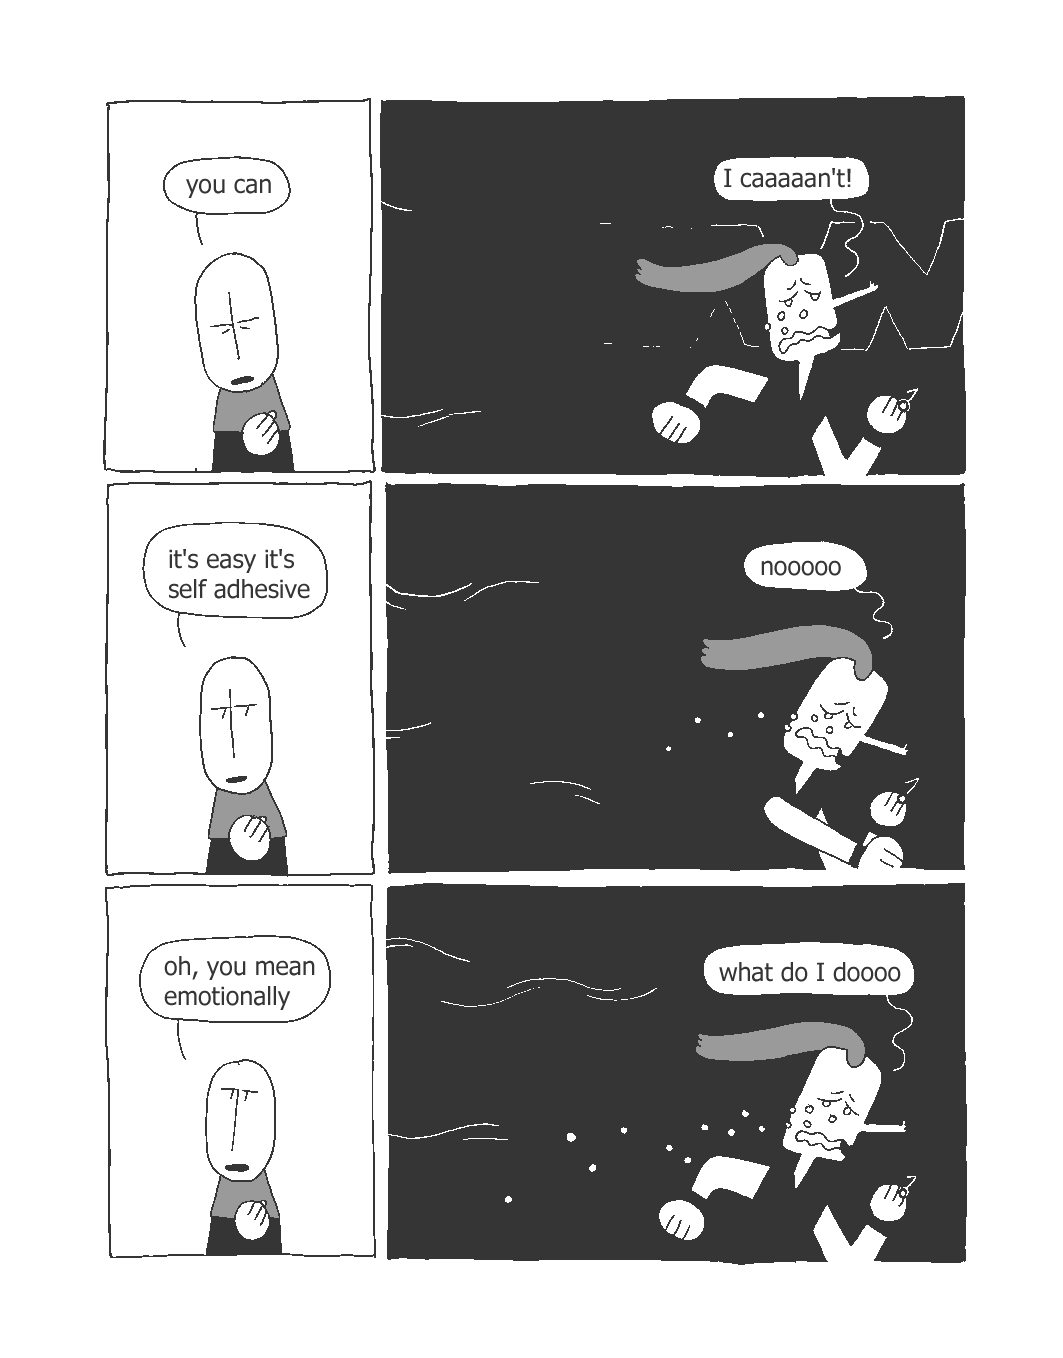 you can
I caaaaan't!
it's easy it's
self adhesive
nooooo
oh, you mean
emotionally
what do I doooo